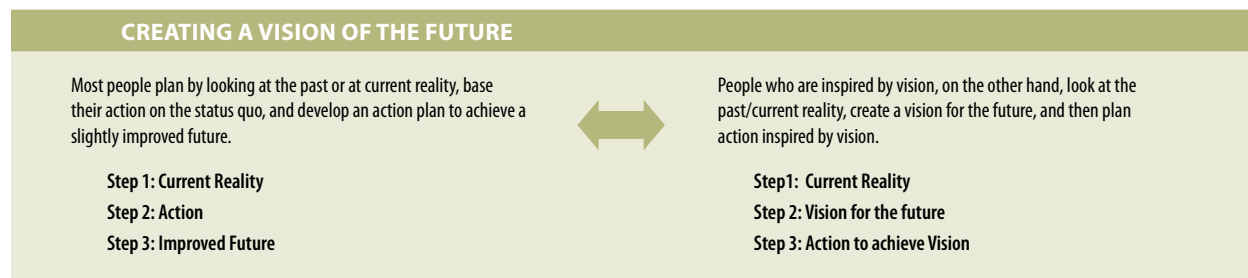 CREATING A VISION OF THE FUTURE
Most people plan by looking at the past or at current reality, base
their action on the status quo, and develop an action plan to achieve a
slightly improved future.
Step 1: Current Reality
Step 2: Action
Step 3: Improved Future
People who are inspired by vision, on the other hand, look at the
past/current reality, create a vision for the future, and then plan
action inspired by vision.
Step1: Current Reality
Step 2: Vision for the future
Step 3: Action to achieve Vision